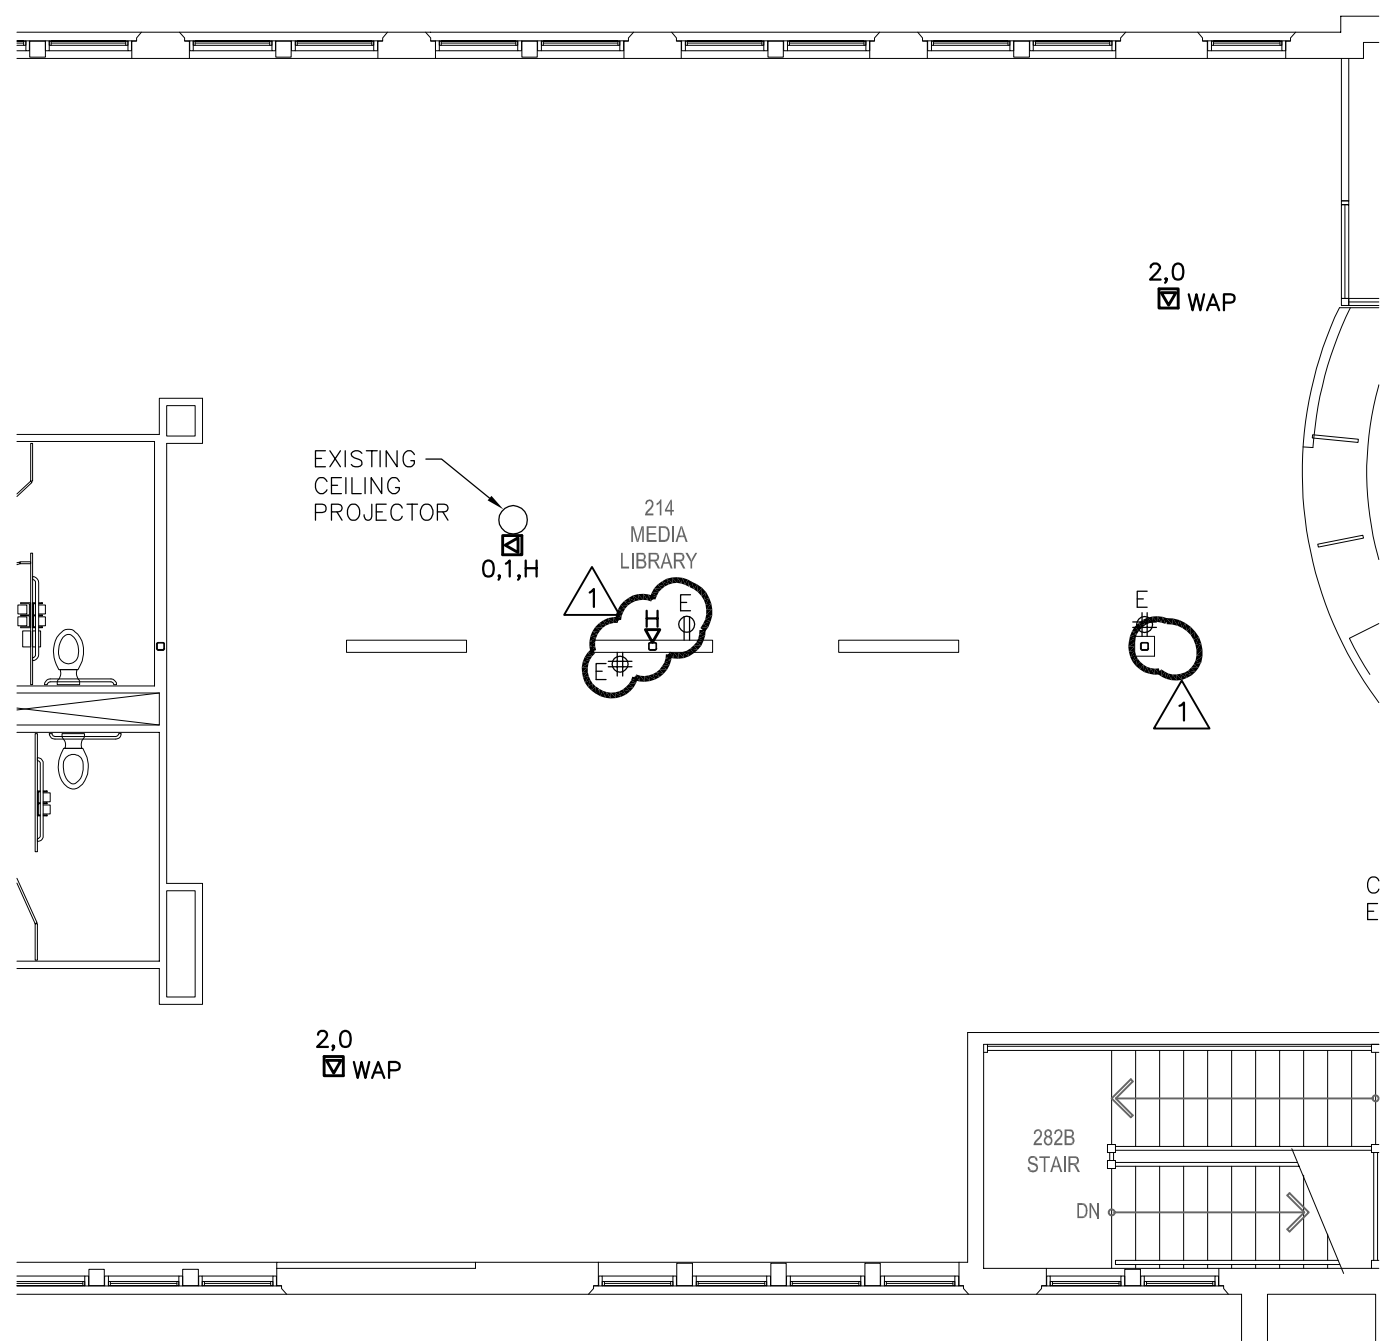 2,0
WAP
EXISTING
CEILING
PROJECTOR
0,1,H
214
MEDIA
LIBRARY
1
E
H
E
E
1
C
E
2,0
WAP
282B
STAIR
DN